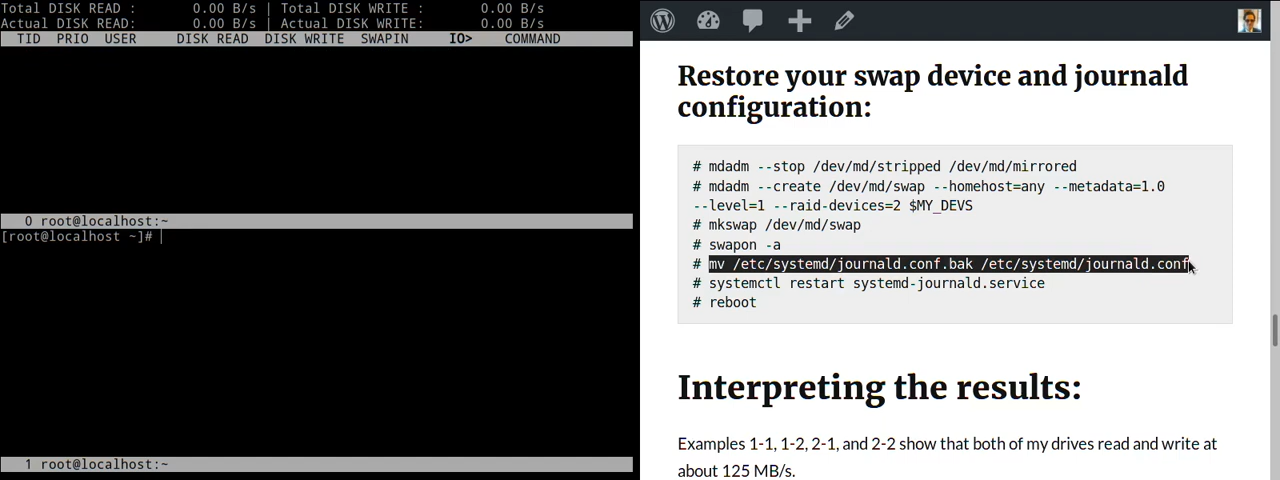 Total DISK READ :       0.00 B/s | Total DISK WRITE :       0.00 B/s
Actual DISK READ:       0.00 B/s | Actual DISK WRITE:       0.00 B/s
TID  PRIO  USER     DISK READ  DISK WRITE  SWAPIN     IO>    COMMAND
0 root@localhost:~
[root@localhost ~]#
1 root@localhost:~
Restore your swap device and journald
configuration:
# mdadm --stop /dev/md/stripped /dev/md/mirrored
# mdadm --create /dev/md/swap --homehost=any --metadata=1.0
--level=1 --raid-devices=2 $MY_DEVS
# mkswap /dev/md/swap
# swapon -a
# mv /etc/systemd/journald.conf.bak /etc/systemd/journald.conf
# systemctl restart systemd-journald.service
# reboot
Interpreting the results:
Examples 1-1, 1-2, 2-1, and 2-2 show that both of my drives read and write at
about 125 MB/s.